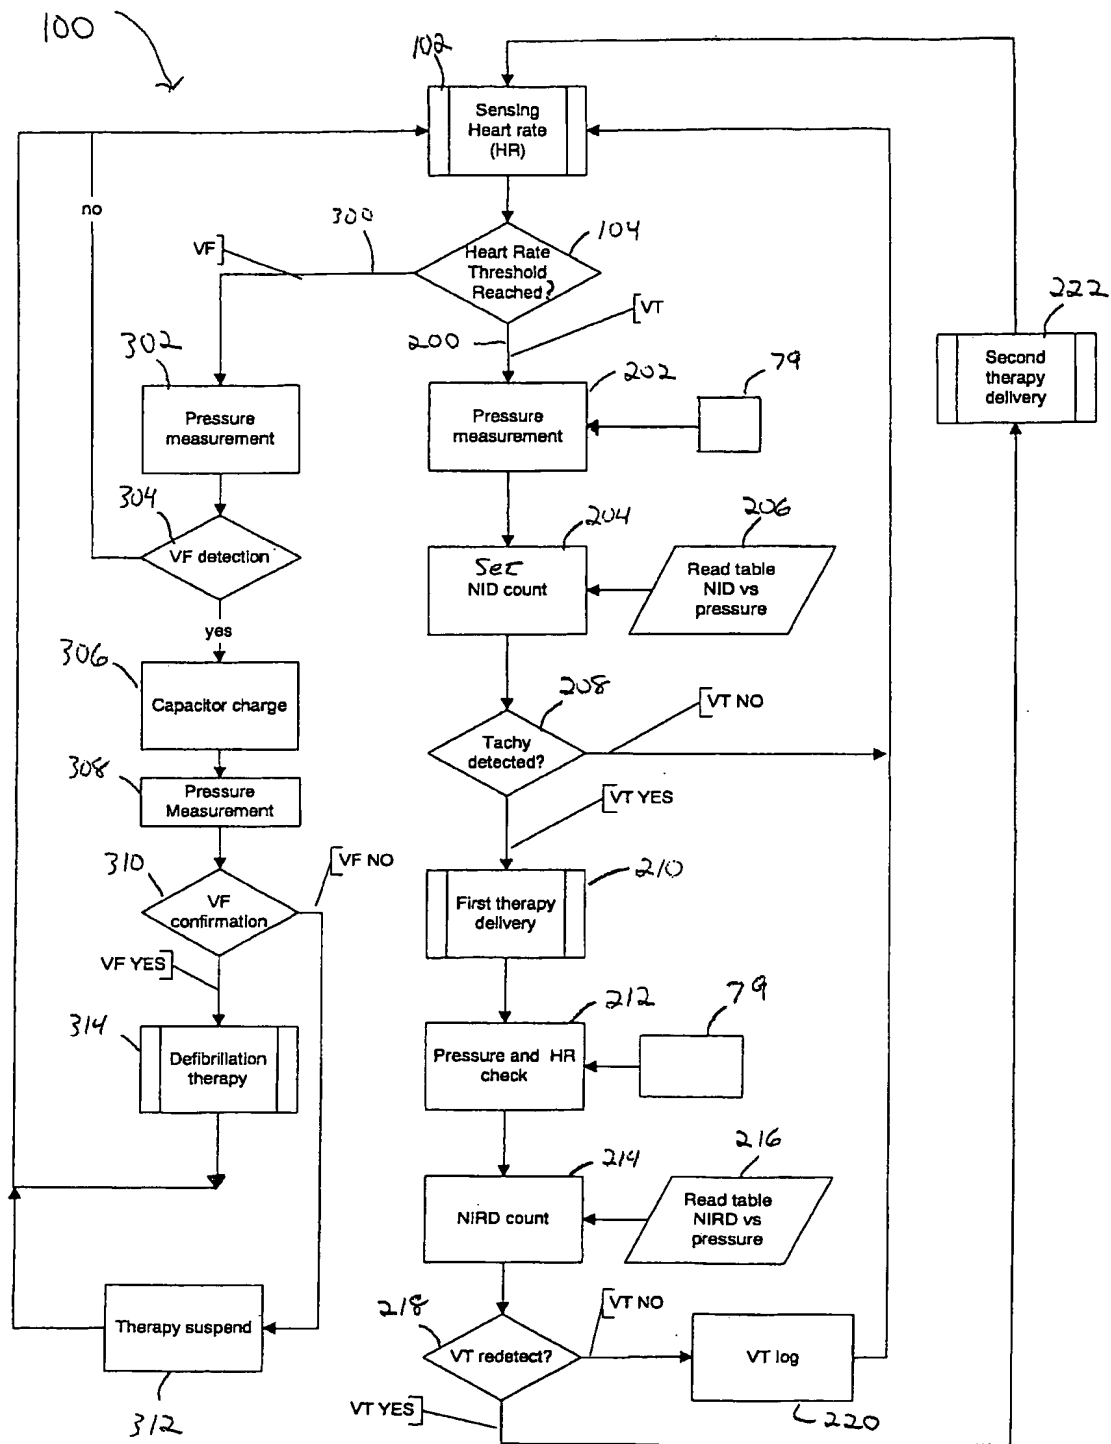 100
102
Sensing
Heart rate
(HR)
no
300
VF
104
Heart Rate
Threshold
Reached?
VT
200
222
Second
therapy
delivery
302
Pressure
measurement
202
Pressure
measurement
79
304
VF detection
204
Set
NID count
206
Read table
NID vs
pressure
yes
306
Capacitor charge
208
Tachy
detected?
VT NO
308
Pressure
Measurement
VT YES
310
VF
confirmation
VF NO
210
First therapy
delivery
VF YES
314
Defibrillation
therapy
212
Pressure and HR
check
79
214
NIRD count
216
Read table
NIRD vs
pressure
Therapy suspend
312
218
VT redetect?
VT NO
VT log
220
VT YES